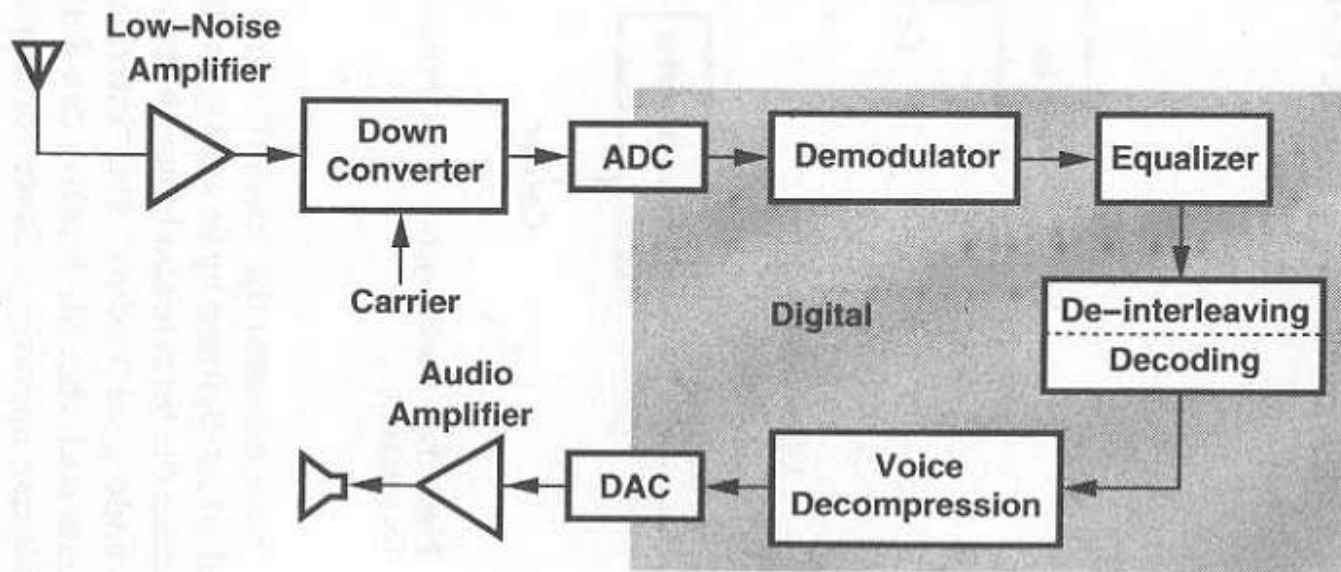 Low–Noise
Amplifier
Down
Converter
ADC
Demodulator
Equalizer
Carrier
Digital
De–interleaving
Decoding
Audio
Amplifier
DAC
Voice
Decompression